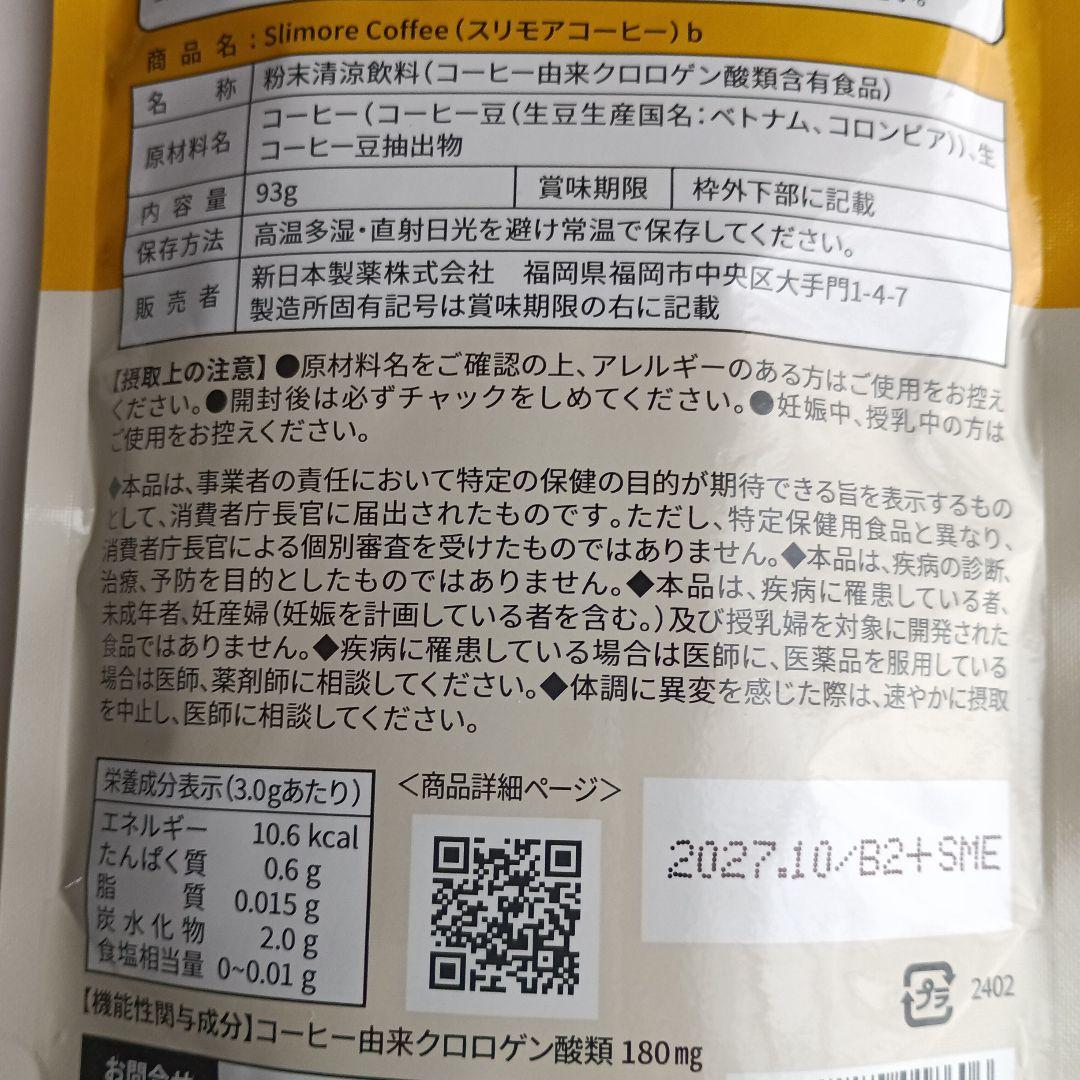 商品名：Slimore Coffee（スリモアコーヒー）b
名称 粉末清涼飲料（コーヒー由来クロロゲン酸類含有食品）
原材料名 コーヒー（コーヒー豆（生豆生産国名：ベトナム、コロンビア））、生
コーヒー豆抽出物
内容量 93g 賞味期限 枠外下部に記載
保存方法 高温多湿・直射日光を避け常温で保存してください。
販売者 新日本製薬株式会社 福岡県福岡市中央区大手門1-4-7
製造所固有記号は賞味期限の右に記載
【摂取上の注意】●原材料名をご確認の上、アレルギーのある方はご使用をお控え
ください。●開封後は必ずチャックをしめてください。●妊娠中、授乳中の方は
ご使用をお控えください。
◆本品は、事業者の責任において特定の保健の目的が期待できる旨を表示するもの
として、消費者庁長官に届出されたものです。ただし、特定保健用食品と異なり、
消費者庁長官による個別審査を受けたものではありません。◆本品は、疾病の診断、
治療、予防を目的としたものではありません。◆本品は、疾病に罹患している者、
未成年者、妊産婦（妊娠を計画している者を含む。）及び授乳婦を対象に開発された
食品ではありません。◆疾病に罹患している場合は医師に、医薬品を服用している
場合は医師、薬剤師に相談してください。◆体調に異変を感じた際は、速やかに摂取
を中止し、医師に相談してください。
栄養成分表示（3.0gあたり）
エネルギー 10.6 kcal
たんぱく質 0.6 g
脂質 0.015 g
炭水化物 2.0 g
食塩相当量 0~0.01 g
＜商品詳細ページ＞
2027.10/B2+SME
プラ 2402
【機能性関与成分】コーヒー由来クロロゲン酸類 180㎎
お問合せ